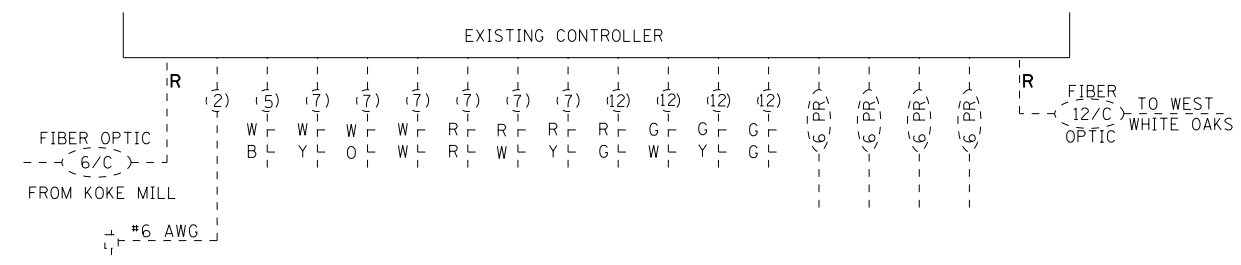 EXISTING CONTROLLER
R R
(2) (5) (7) (7) (7) (7) (7) (7) (12) (12) (12) (12) 6 PR 6 PR 6 PR 6 PR
W W W W R R R R G G G
B Y O W R W Y G W Y G
FIBER OPTIC
6/C
FROM KOKE MILL
#6 AWG
FIBER
12/C
OPTIC
TO WEST
WHITE OAKS